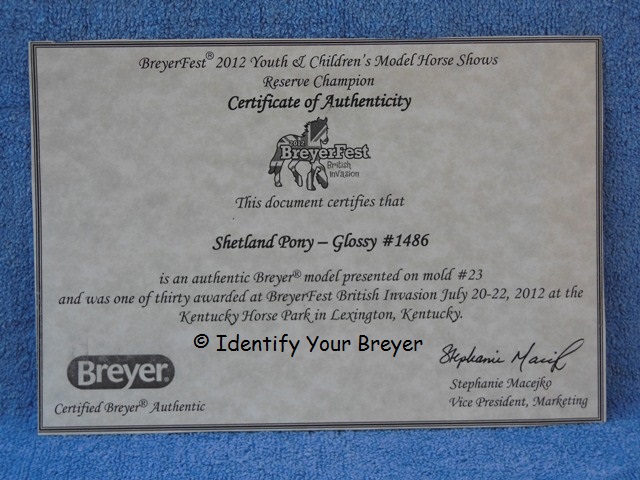 BreyerFest® 2012 Youth & Children's Model Horse Shows
Reserve Champion
Certificate of Authenticity
2012
BreyerFest
British
Invasion
This document certifies that
Shetland Pony – Glossy #1486
is an authentic Breyer® model presented on mold #23
and was one of thirty awarded at BreyerFest British Invasion July 20-22, 2012 at the
Kentucky Horse Park in Lexington, Kentucky.
© Identify Your Breyer
Breyer®
Certified Breyer® Authentic
Stephanie Macejko
Stephanie Macejko
Vice President, Marketing